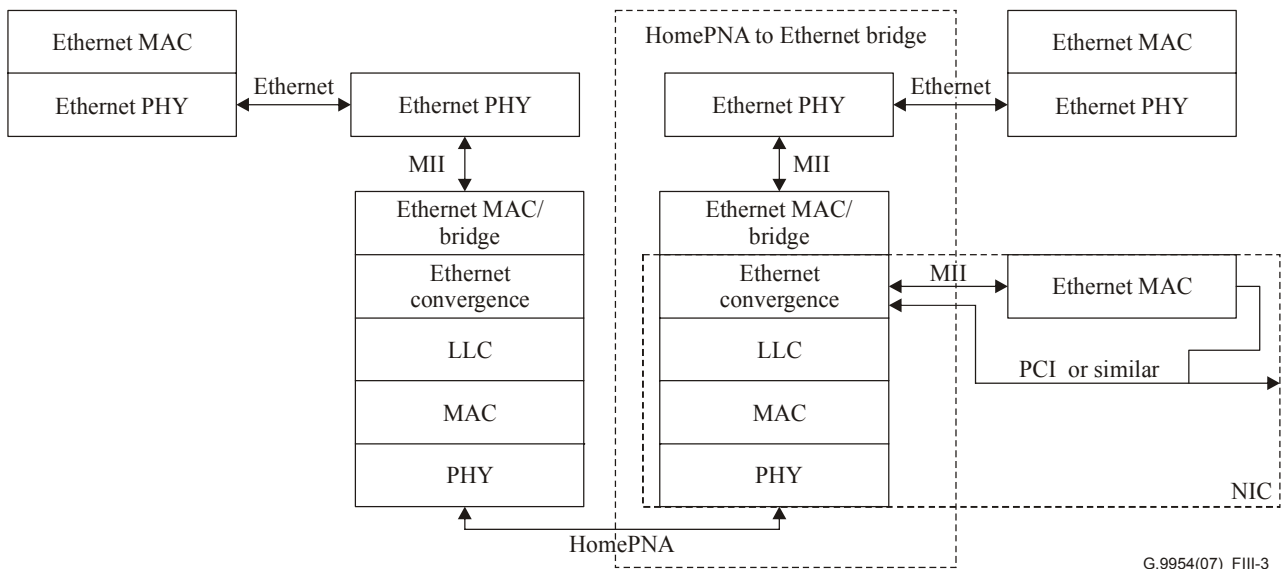 Ethernet MAC
Ethernet PHY
Ethernet
Ethernet PHY
MII
Ethernet MAC/
bridge
Ethernet
convergence
LLC
MAC
PHY
HomePNA
HomePNA to Ethernet bridge
Ethernet PHY
MII
Ethernet MAC/
bridge
Ethernet
convergence
LLC
MAC
PHY
Ethernet
Ethernet MAC
Ethernet PHY
MII
Ethernet MAC
PCI or similar
NIC
G.9954(07)_FIII-3